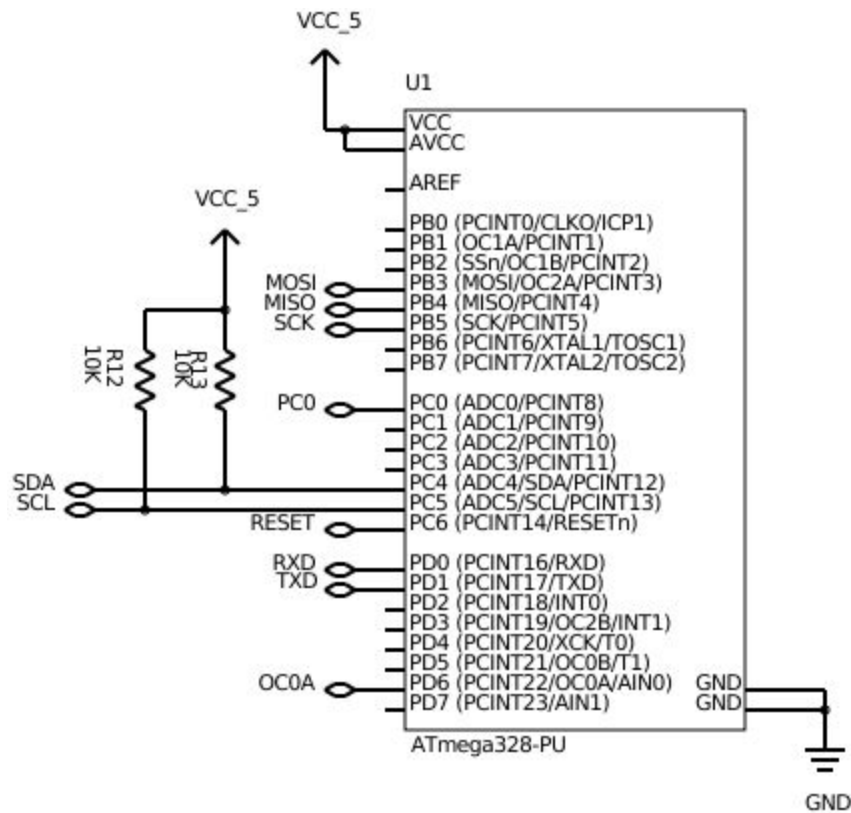 VCC_5
U1
VCC
AVCC
AREF
VCC_5
PB0 (PCINT0/CLKO/ICP1)
PB1 (OC1A/PCINT1)
PB2 (SSn/OC1B/PCINT2)
MOSI PB3 (MOSI/OC2A/PCINT3)
MISO PB4 (MISO/PCINT4)
SCK PB5 (SCK/PCINT5)
PB6 (PCINT6/XTAL1/TOSC1)
PB7 (PCINT7/XTAL2/TOSC2)
R12
10K
R13
10K
PC0 PC0 (ADC0/PCINT8)
PC1 (ADC1/PCINT9)
PC2 (ADC2/PCINT10)
PC3 (ADC3/PCINT11)
SDA PC4 (ADC4/SDA/PCINT12)
SCL PC5 (ADC5/SCL/PCINT13)
RESET PC6 (PCINT14/RESETn)
RXD PD0 (PCINT16/RXD)
TXD PD1 (PCINT17/TXD)
PD2 (PCINT18/INT0)
PD3 (PCINT19/OC2B/INT1)
PD4 (PCINT20/XCK/T0)
PD5 (PCINT21/OC0B/T1)
OC0A PD6 (PCINT22/OC0A/AIN0) GND
PD7 (PCINT23/AIN1) GND
ATmega328-PU
GND